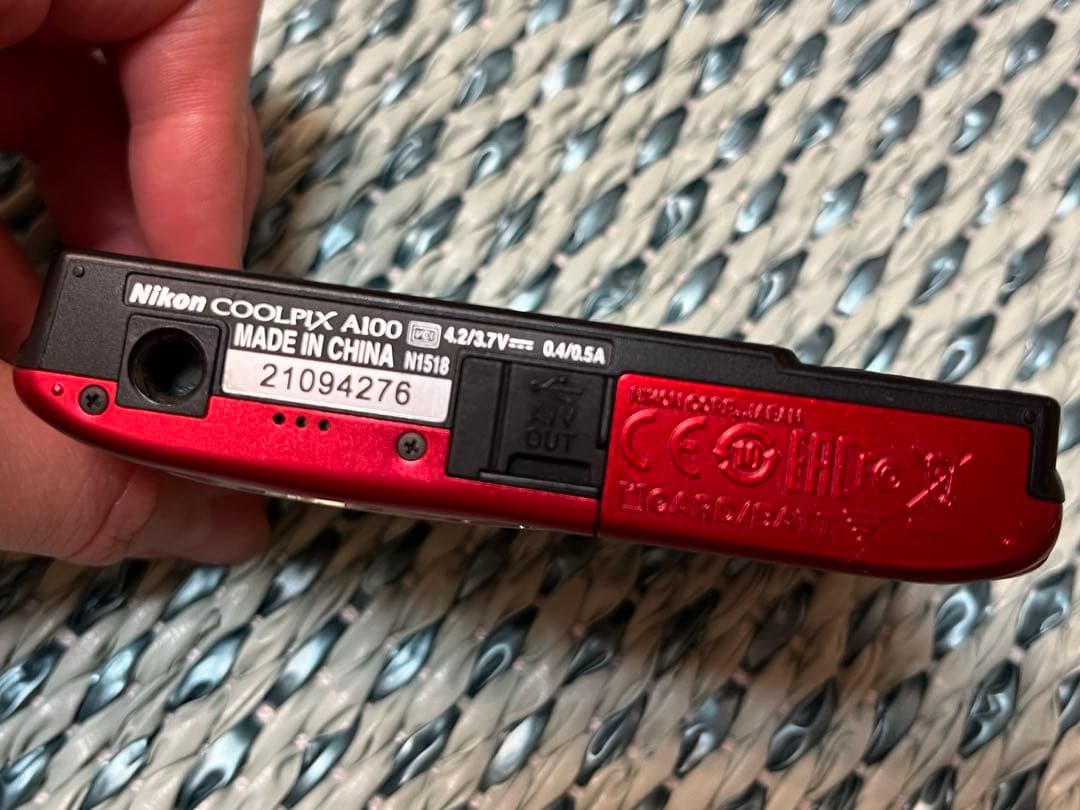 Nikon COOLPIX A100 4.2/3.7V⎓ 0.4/0.5A
MADE IN CHINA N1518
21094276
A/V
OUT
NIKON CORP. JAPAN
CE 10 EAC
CARD/BATT